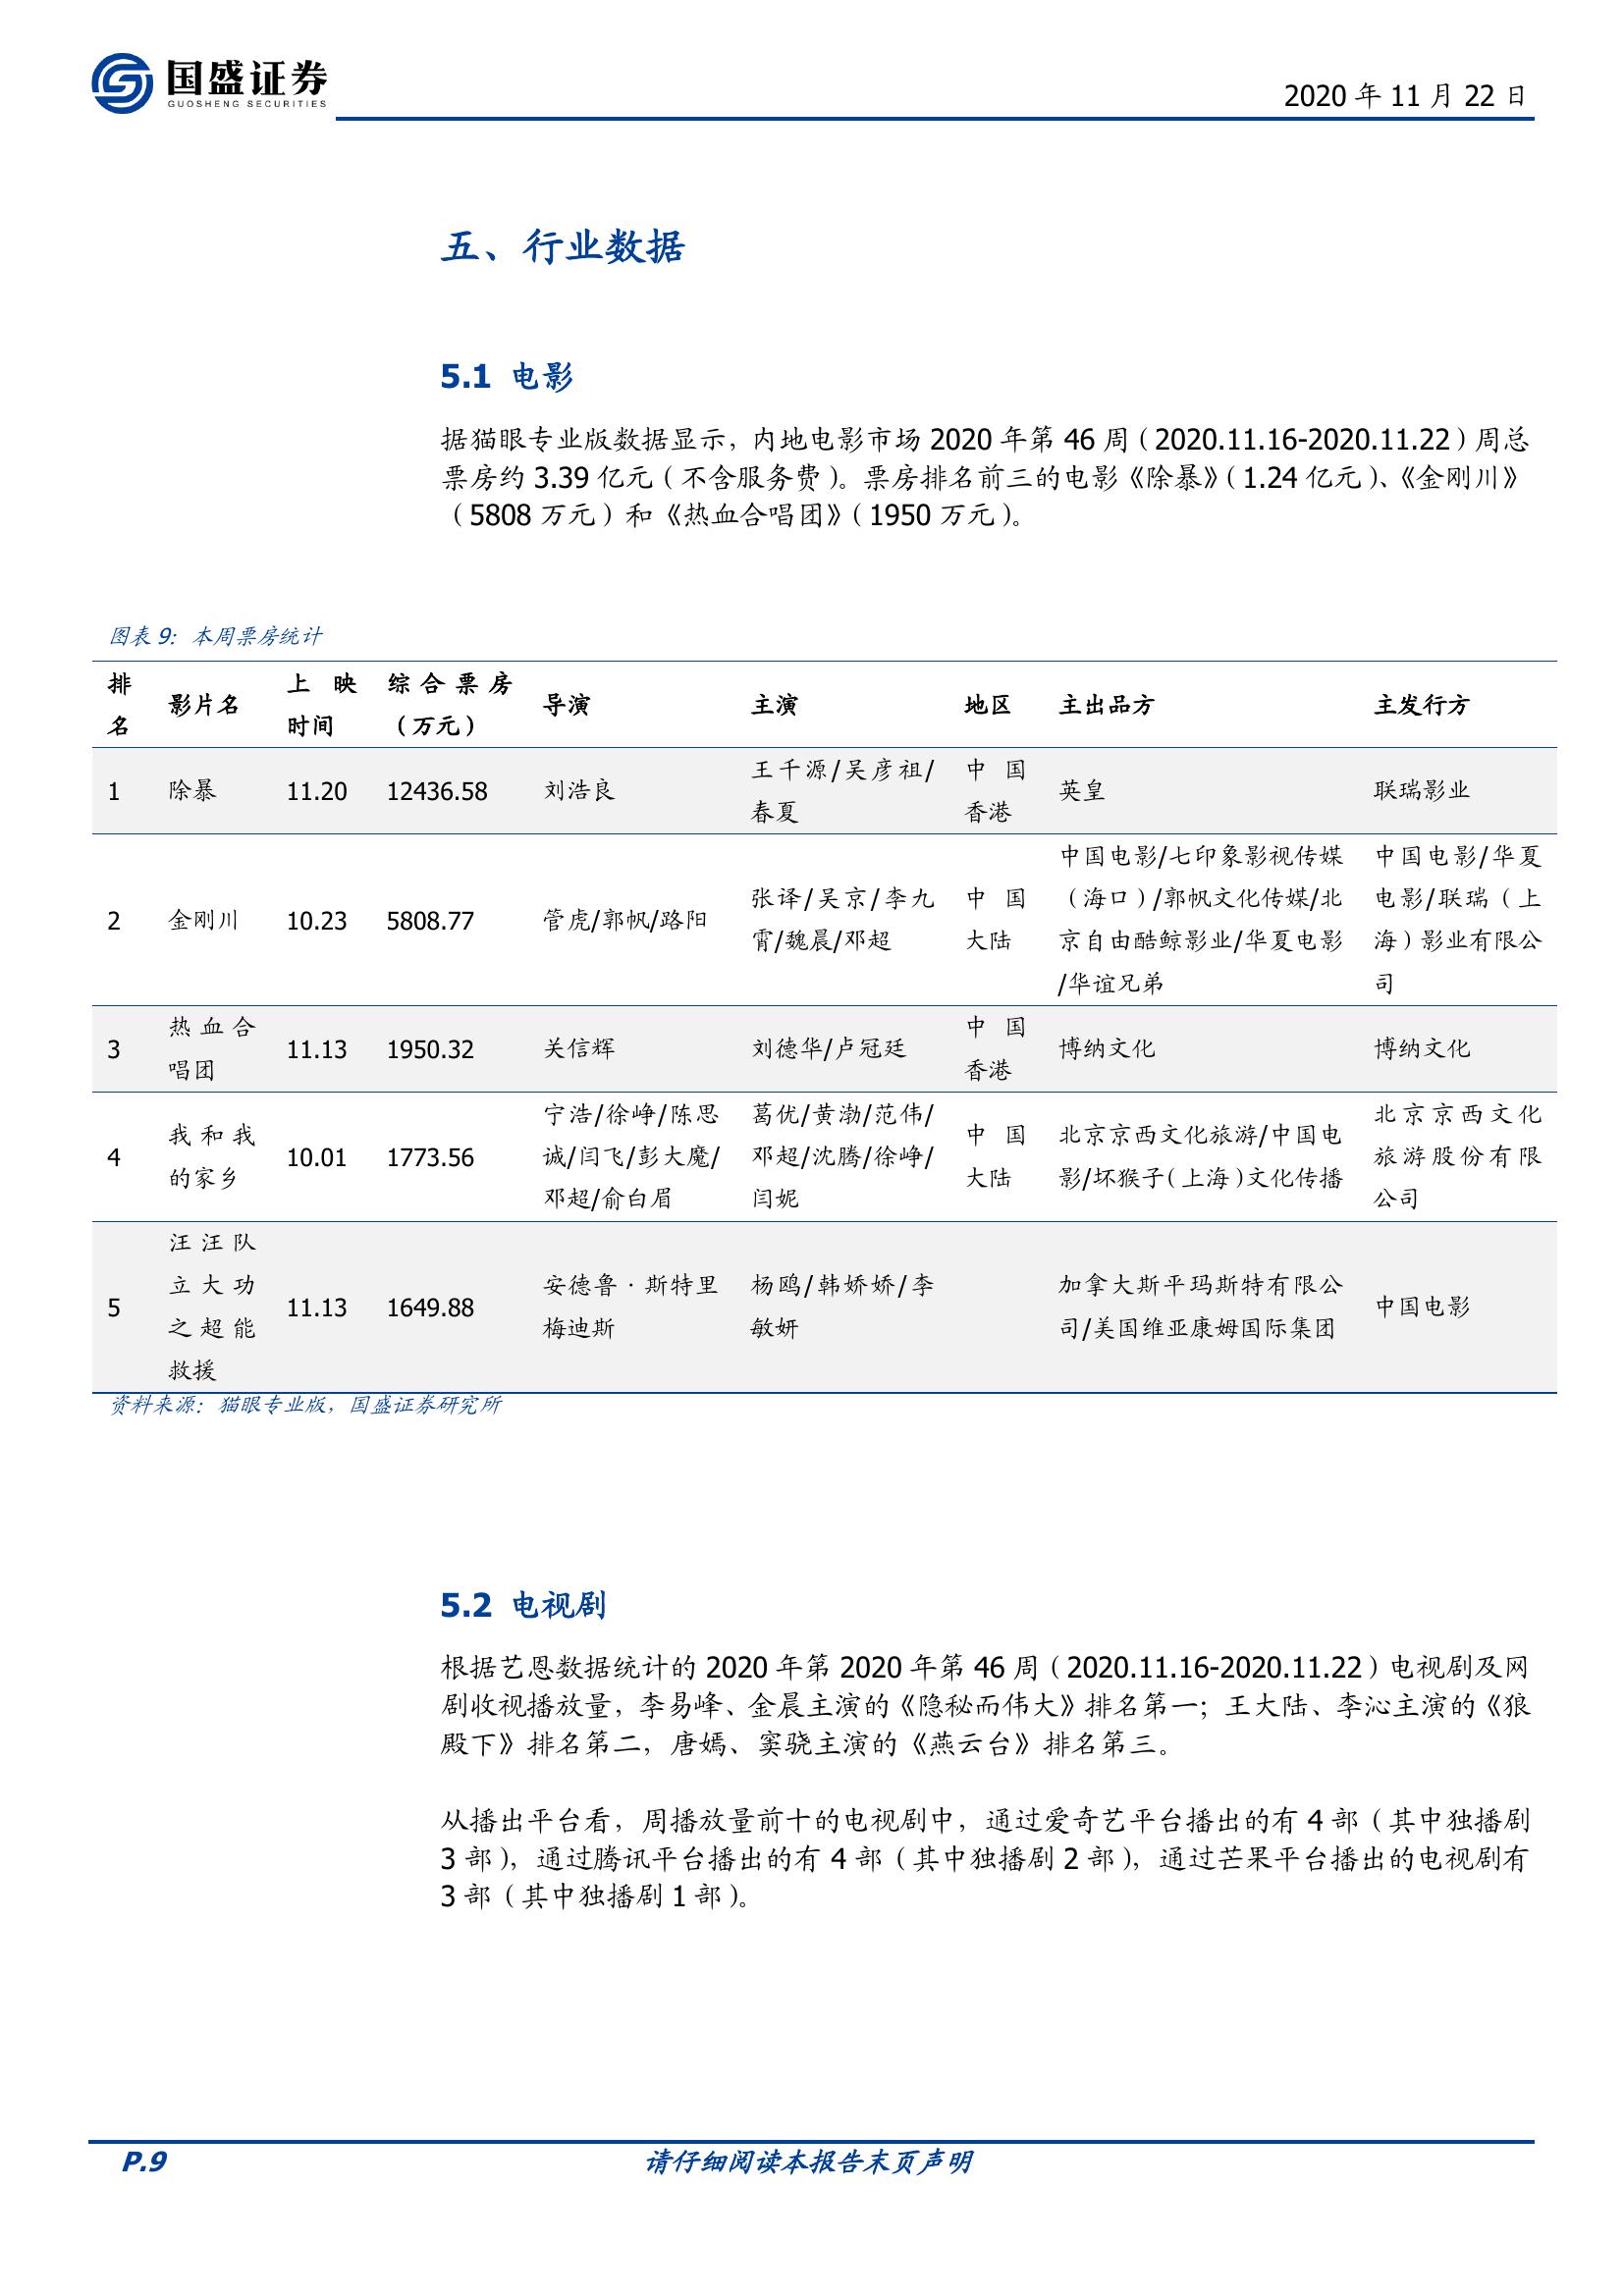 国盛证券
GUOSHENG SECURITIES
2020 年 11 月 22 日
五、行业数据
5.1 电影
据猫眼专业版数据显示，内地电影市场 2020 年第 46 周（2020.11.16-2020.11.22）周总
票房约 3.39 亿元（不含服务费）。票房排名前三的电影《除暴》（1.24 亿元）、《金刚川》
（5808 万元）和《热血合唱团》（1950 万元）。
图表 9：本周票房统计
排名 影片名 上映时间 综合票房（万元） 导演 主演 地区 主出品方 主发行方
1 除暴 11.20 12436.58 刘浩良 王千源/吴彦祖/春夏 中国香港 英皇 联瑞影业
2 金刚川 10.23 5808.77 管虎/郭帆/路阳 张译/吴京/李九霄/魏晨/邓超 中国大陆 中国电影/七印象影视传媒（海口）/郭帆文化传媒/北京自由酷鲸影业/华夏电影/华谊兄弟 中国电影/华夏电影/联瑞（上海）影业有限公司
3 热血合唱团 11.13 1950.32 关信辉 刘德华/卢冠廷 中国香港 博纳文化 博纳文化
4 我和我的家乡 10.01 1773.56 宁浩/徐峥/陈思诚/闫飞/彭大魔/邓超/俞白眉 葛优/黄渤/范伟/邓超/沈腾/徐峥/闫妮 中国大陆 北京京西文化旅游/中国电影/坏猴子（上海）文化传播 北京京西文化旅游股份有限公司
5 汪汪队立大功之超能救援 11.13 1649.88 安德鲁·斯特里梅迪斯 杨鸥/韩娇娇/李敏妍 加拿大斯平玛斯特有限公司/美国维亚康姆国际集团 中国电影
资料来源：猫眼专业版，国盛证券研究所
5.2 电视剧
根据艺恩数据统计的 2020 年第 2020 年第 46 周（2020.11.16-2020.11.22）电视剧及网
剧收视播放量，李易峰、金晨主演的《隐秘而伟大》排名第一；王大陆、李沁主演的《狼
殿下》排名第二，唐嫣、窦骁主演的《燕云台》排名第三。
从播出平台看，周播放量前十的电视剧中，通过爱奇艺平台播出的有 4 部（其中独播剧
3 部），通过腾讯平台播出的有 4 部（其中独播剧 2 部），通过芒果平台播出的电视剧有
3 部（其中独播剧 1 部）。
P.9
请仔细阅读本报告末页声明